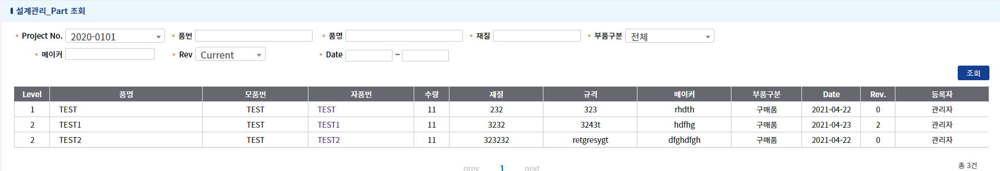 설계관리_Part 조회
Project No. 2020-0101 품번 품명 재질 부품구분 전체
메이커 Rev Current Date ~
조회
Level 품명 모품번 자품번 수량 재질 규격 메이커 부품구분 Date Rev. 등록자
1 TEST TEST TEST 11 232 323 rhdth 구매품 2021-04-22 0 관리자
2 TEST1 TEST TEST1 11 3232 3243t hdfhg 구매품 2021-04-23 2 관리자
2 TEST2 TEST TEST2 11 323232 retgresygt dfghdfgh 구매품 2021-04-22 0 관리자
prev 1 next 총 3건